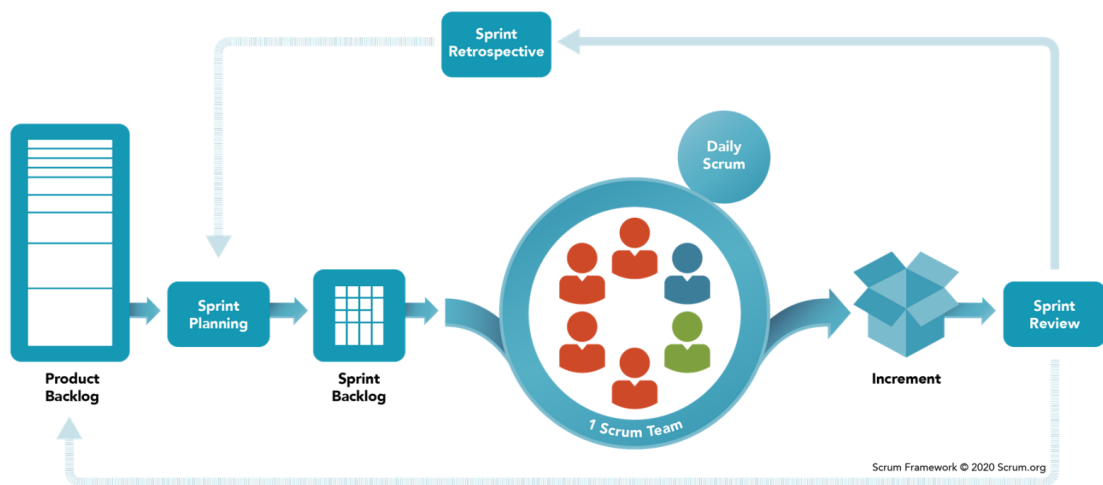 Sprint
Retrospective
Daily
Scrum
Sprint
Planning
Sprint
Review
Product
Backlog
Sprint
Backlog
1 Scrum Team
Increment
Scrum Framework © 2020 Scrum.org